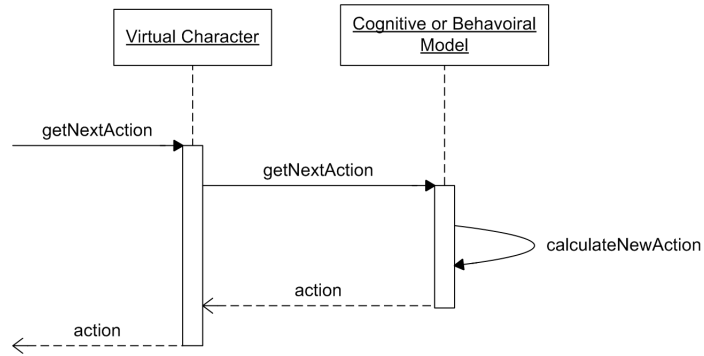 Virtual Character
Cognitive or Behavoiral
Model
getNextAction
getNextAction
calculateNewAction
action
action